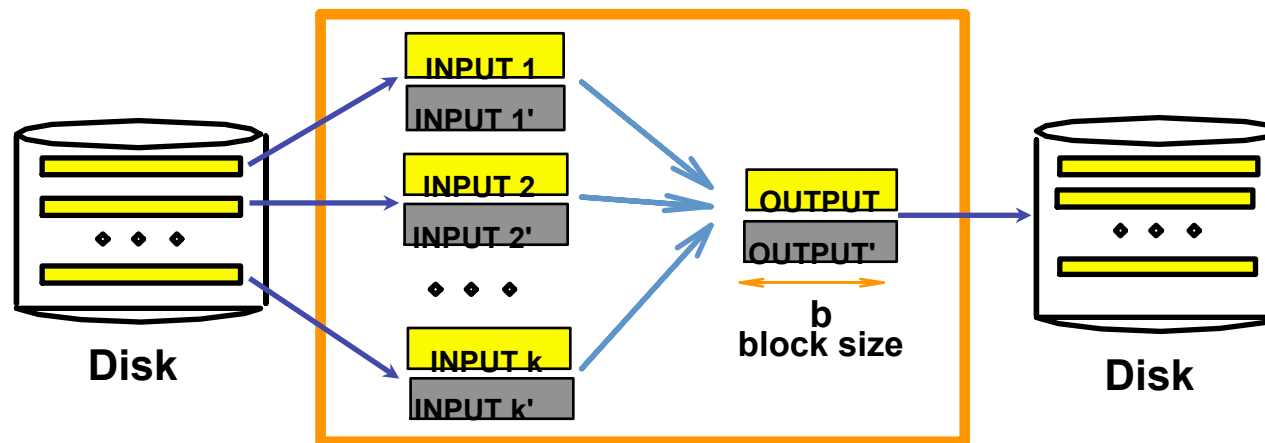 INPUT 1
INPUT 1'
INPUT 2
INPUT 2'
INPUT k
INPUT k'
OUTPUT
OUTPUT'
b
block size
Disk
Disk